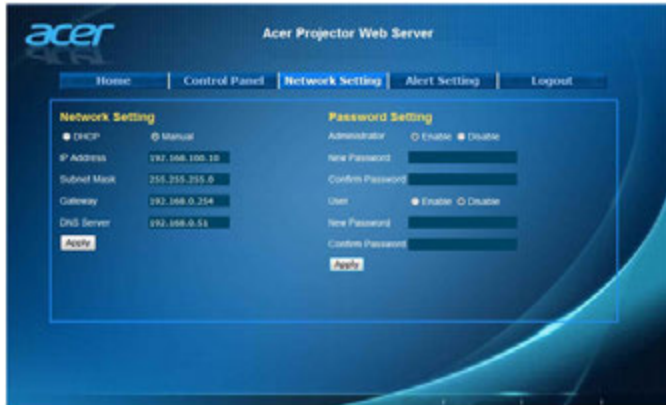 acer
Acer Projector Web Server
Home Control Panel Network Setting Alert Setting Logout
Network Setting
DHCP Manual
IP Address 192.168.100.10
Subnet Mask 255.255.255.0
Gateway 192.168.0.254
DNS Server 192.168.0.51
Apply
Password Setting
Administrator Enable Disable
New Password
Confirm Password
User Enable Disable
New Password
Confirm Password
Apply